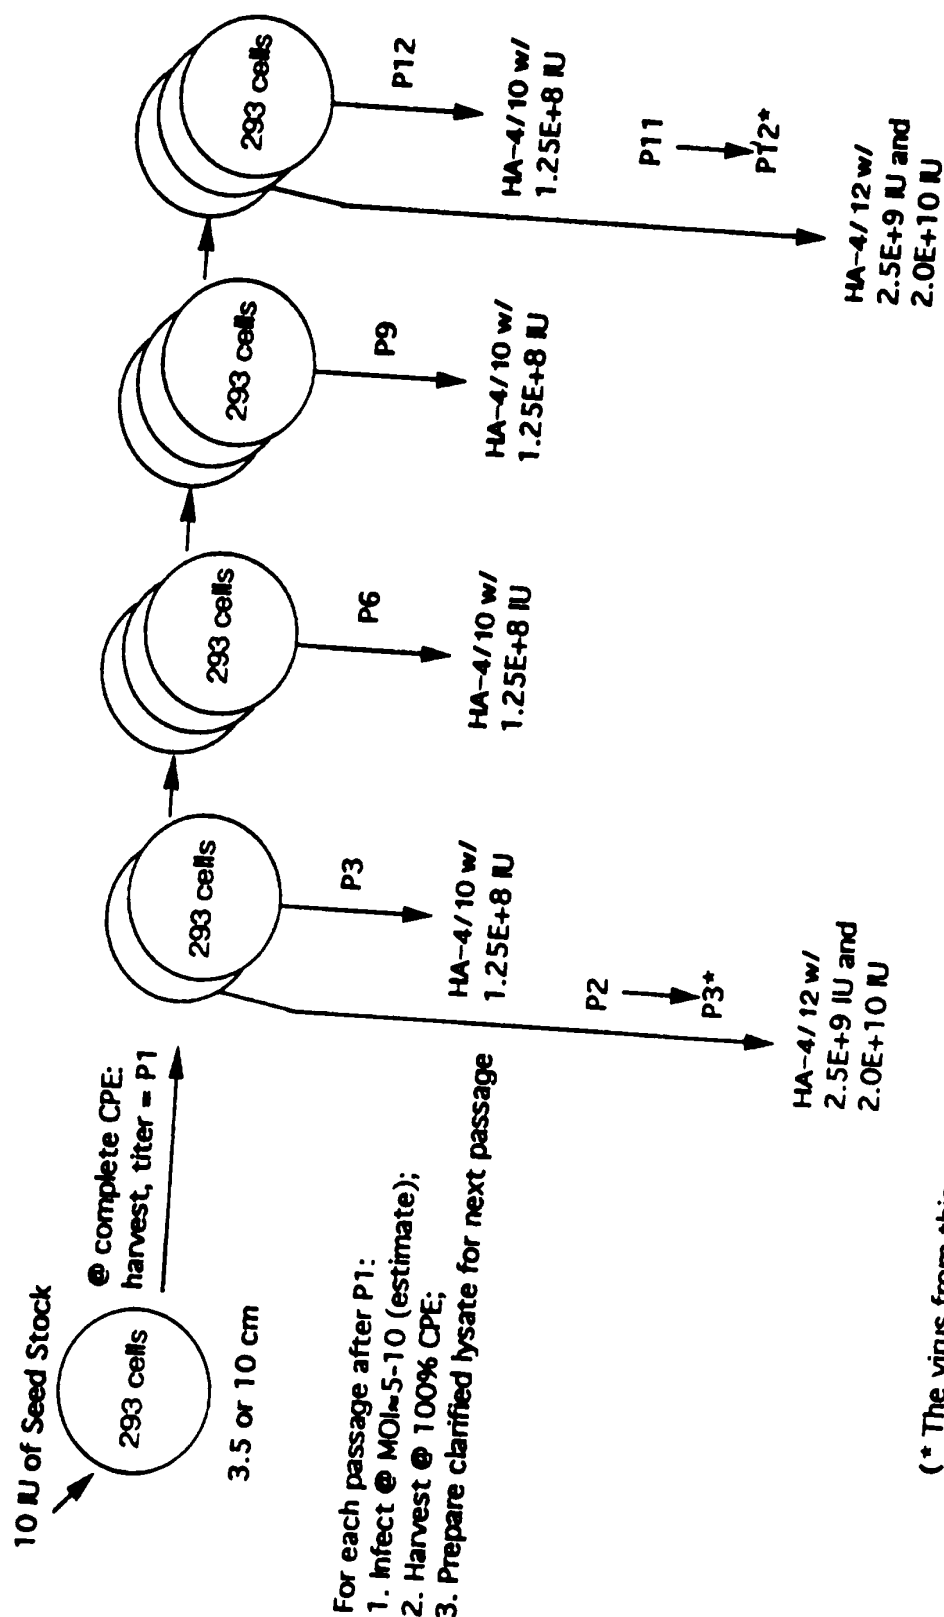 10 IU of Seed Stock
293 cells
3.5 or 10 cm
@ complete CPE:
harvest, titer = P1
For each passage after P1:
1. Infect @ MOI≈5-10 (estimate);
2. Harvest @ 100% CPE;
3. Prepare clarified lysate for next passage
293 cells
P3
HA-4/10 w/
1.25E+8 IU
P2
P3*
HA-4/12 w/
2.5E+9 IU and
2.0E+10 IU
293 cells
P6
HA-4/10 w/
1.25E+8 IU
293 cells
P9
HA-4/10 w/
1.25E+8 IU
293 cells
P12
HA-4/10 w/
1.25E+8 IU
P11
P12*
HA-4/12 w/
2.5E+9 IU and
2.0E+10 IU
(* The virus from this